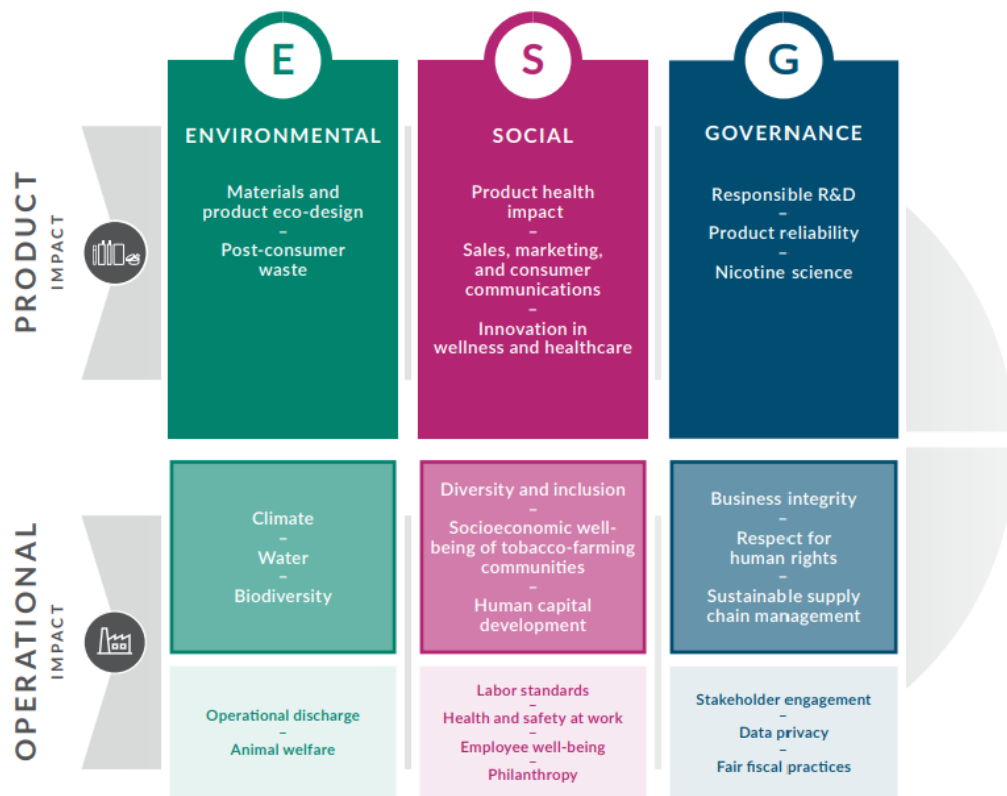 E
ENVIRONMENTAL
Materials and
product eco-design
–
Post-consumer
waste
S
SOCIAL
Product health
impact
–
Sales, marketing,
and consumer
communications
–
Innovation in
wellness and healthcare
G
GOVERNANCE
Responsible R&D
–
Product reliability
–
Nicotine science
PRODUCT
IMPACT
Climate
–
Water
–
Biodiversity
Diversity and inclusion
–
Socioeconomic well-
being of tobacco-farming
communities
–
Human capital
development
Business integrity
–
Respect for
human rights
–
Sustainable supply
chain management
OPERATIONAL
IMPACT
Operational discharge
–
Animal welfare
Labor standards
–
Health and safety at work
–
Employee well-being
–
Philanthropy
Stakeholder engagement
–
Data privacy
–
Fair fiscal practices